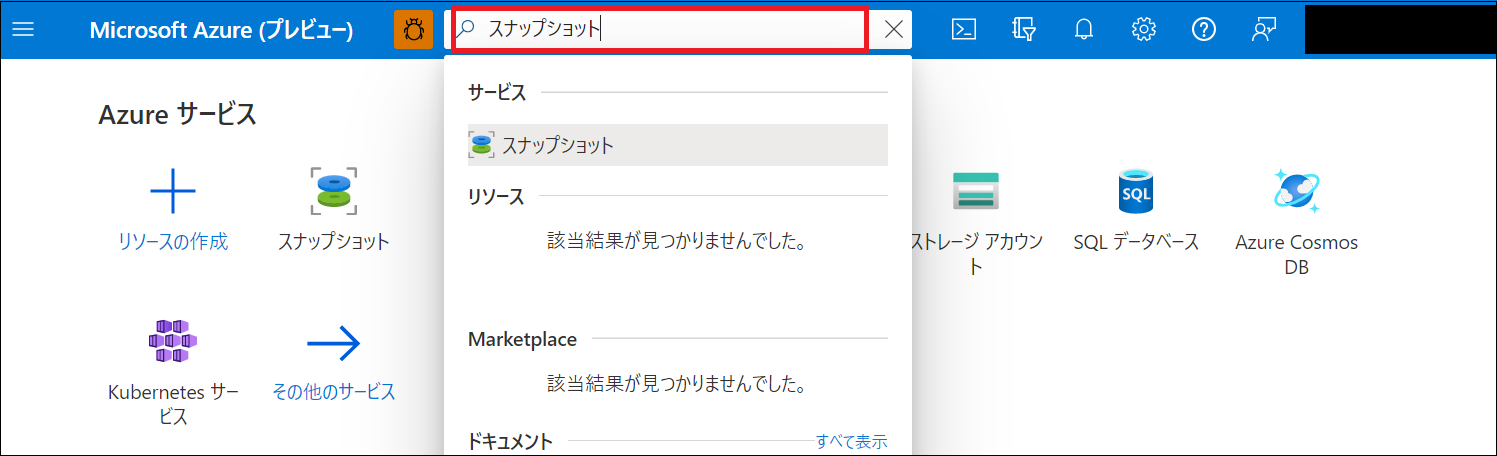 Microsoft Azure (プレビュー)
スナップショット
サービス
Azure サービス
スナップショット
リソース
リソースの作成
スナップショット
該当結果が見つかりませんでした。
ストレージ アカウン
ト
SQL
SQL データベース
Azure Cosmos
DB
Marketplace
Kubernetes サー
ビス
その他のサービス
該当結果が見つかりませんでした。
ドキュメント
すべて表示